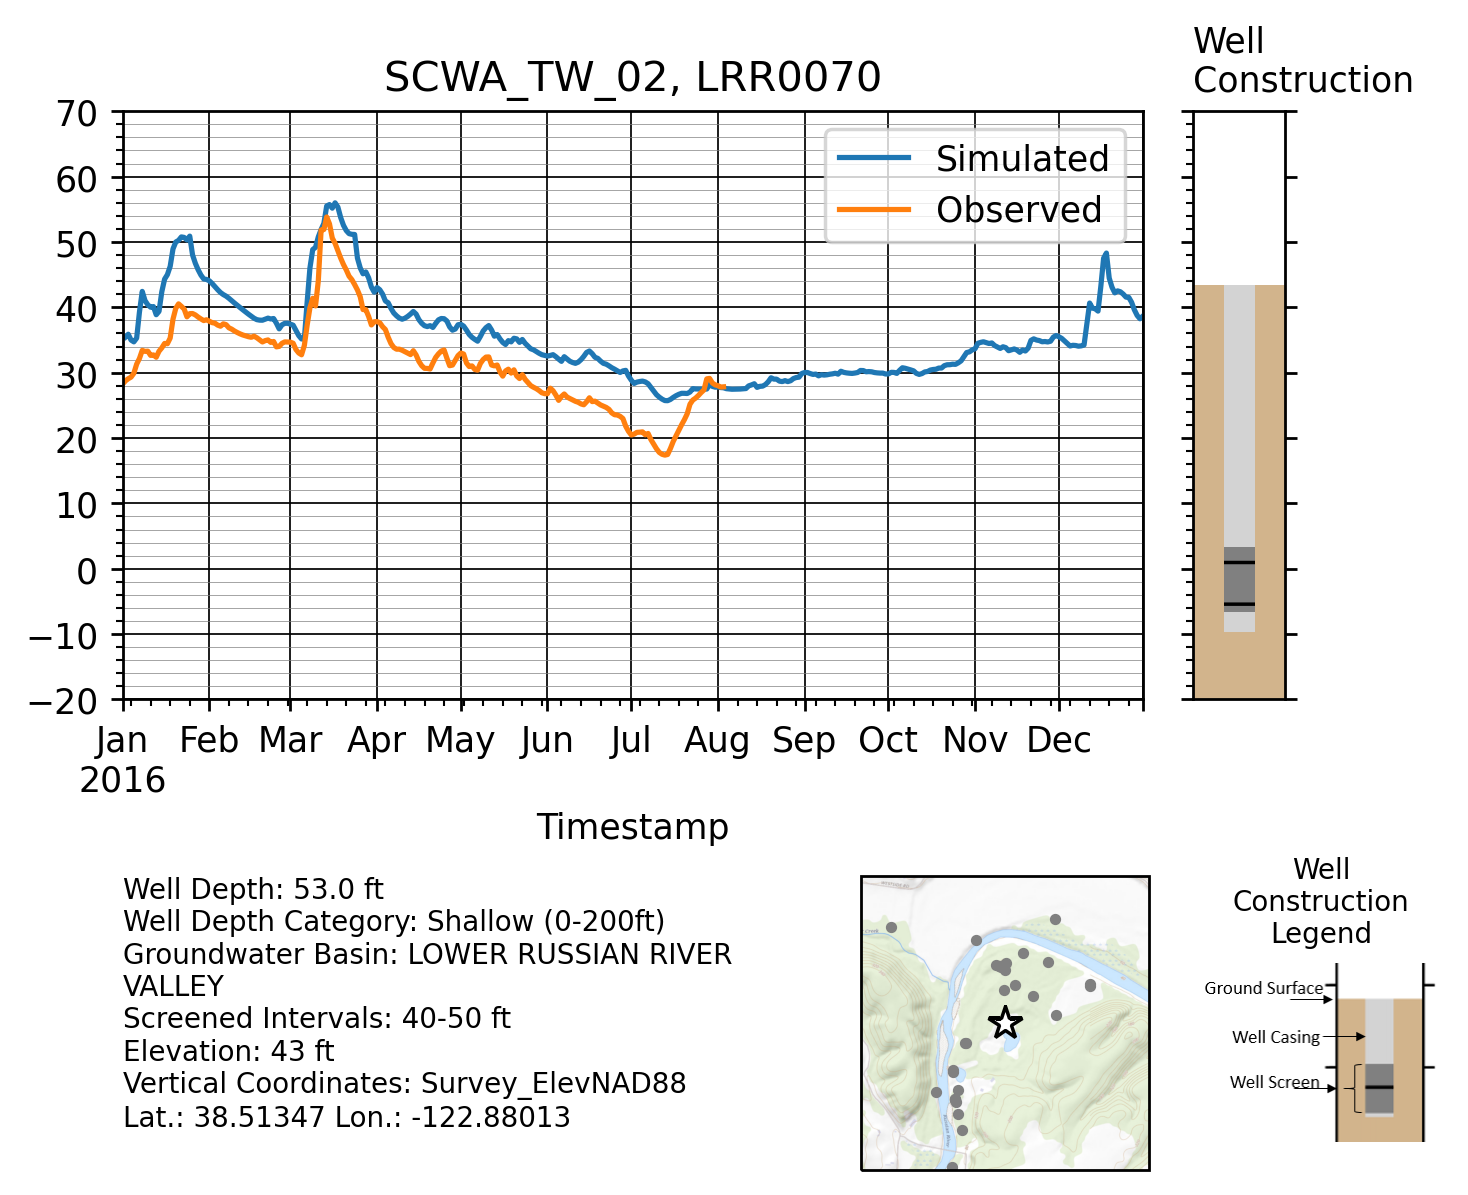 Well
Construction
SCWA_TW_02, LRR0070
70
60
50
40
30
20
10
0
−10
−20
Simulated
Observed
Jan Feb Mar Apr May Jun Jul Aug Sep Oct Nov Dec
2016
Timestamp
Well Depth: 53.0 ft
Well Depth Category: Shallow (0-200ft)
Groundwater Basin: LOWER RUSSIAN RIVER
VALLEY
Screened Intervals: 40-50 ft
Elevation: 43 ft
Vertical Coordinates: Survey_ElevNAD88
Lat.: 38.51347 Lon.: -122.88013
Well
Construction
Legend
Ground Surface
Well Casing
Well Screen